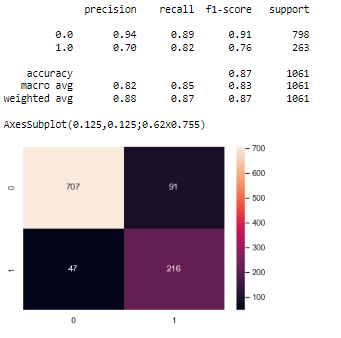 precision recall f1-score support
0.0 0.94 0.89 0.91 798
1.0 0.70 0.82 0.76 263
accuracy 0.87 1061
macro avg 0.82 0.85 0.83 1061
weighted avg 0.88 0.87 0.87 1061
AxesSubplot(0.125,0.125;0.62x0.755)
700
0 707 91
600
500
400
300
1 47 216
200
100
0 1